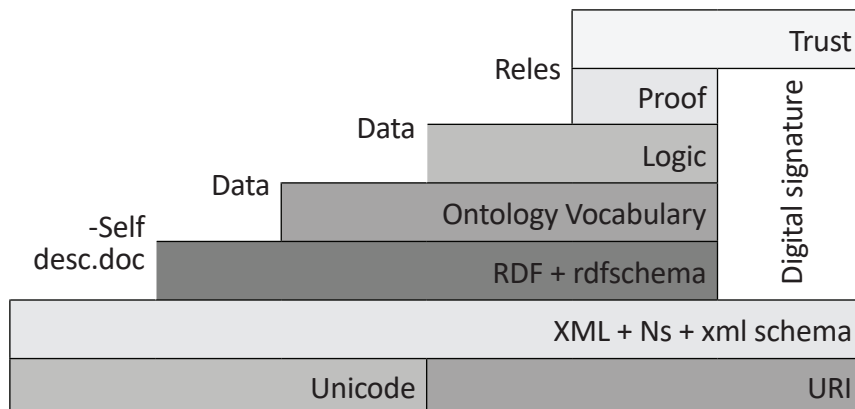 Trust
Reles
Proof
Data
Logic
Data
Ontology Vocabulary
-Self
desc.doc
RDF + rdfschema
Digital signature
XML + Ns + xml schema
Unicode
URI